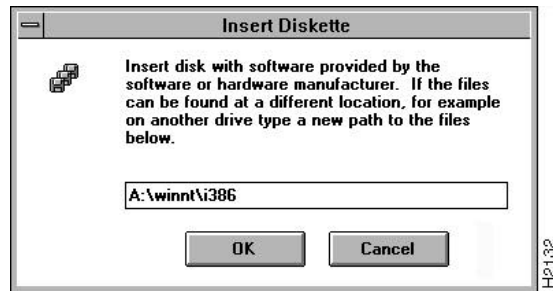 Insert Diskette
Insert disk with software provided by the
software or hardware manufacturer. If the files
can be found at a different location, for example
on another drive type a new path to the files
below.
A:\winnt\i386
OK
Cancel
H2132